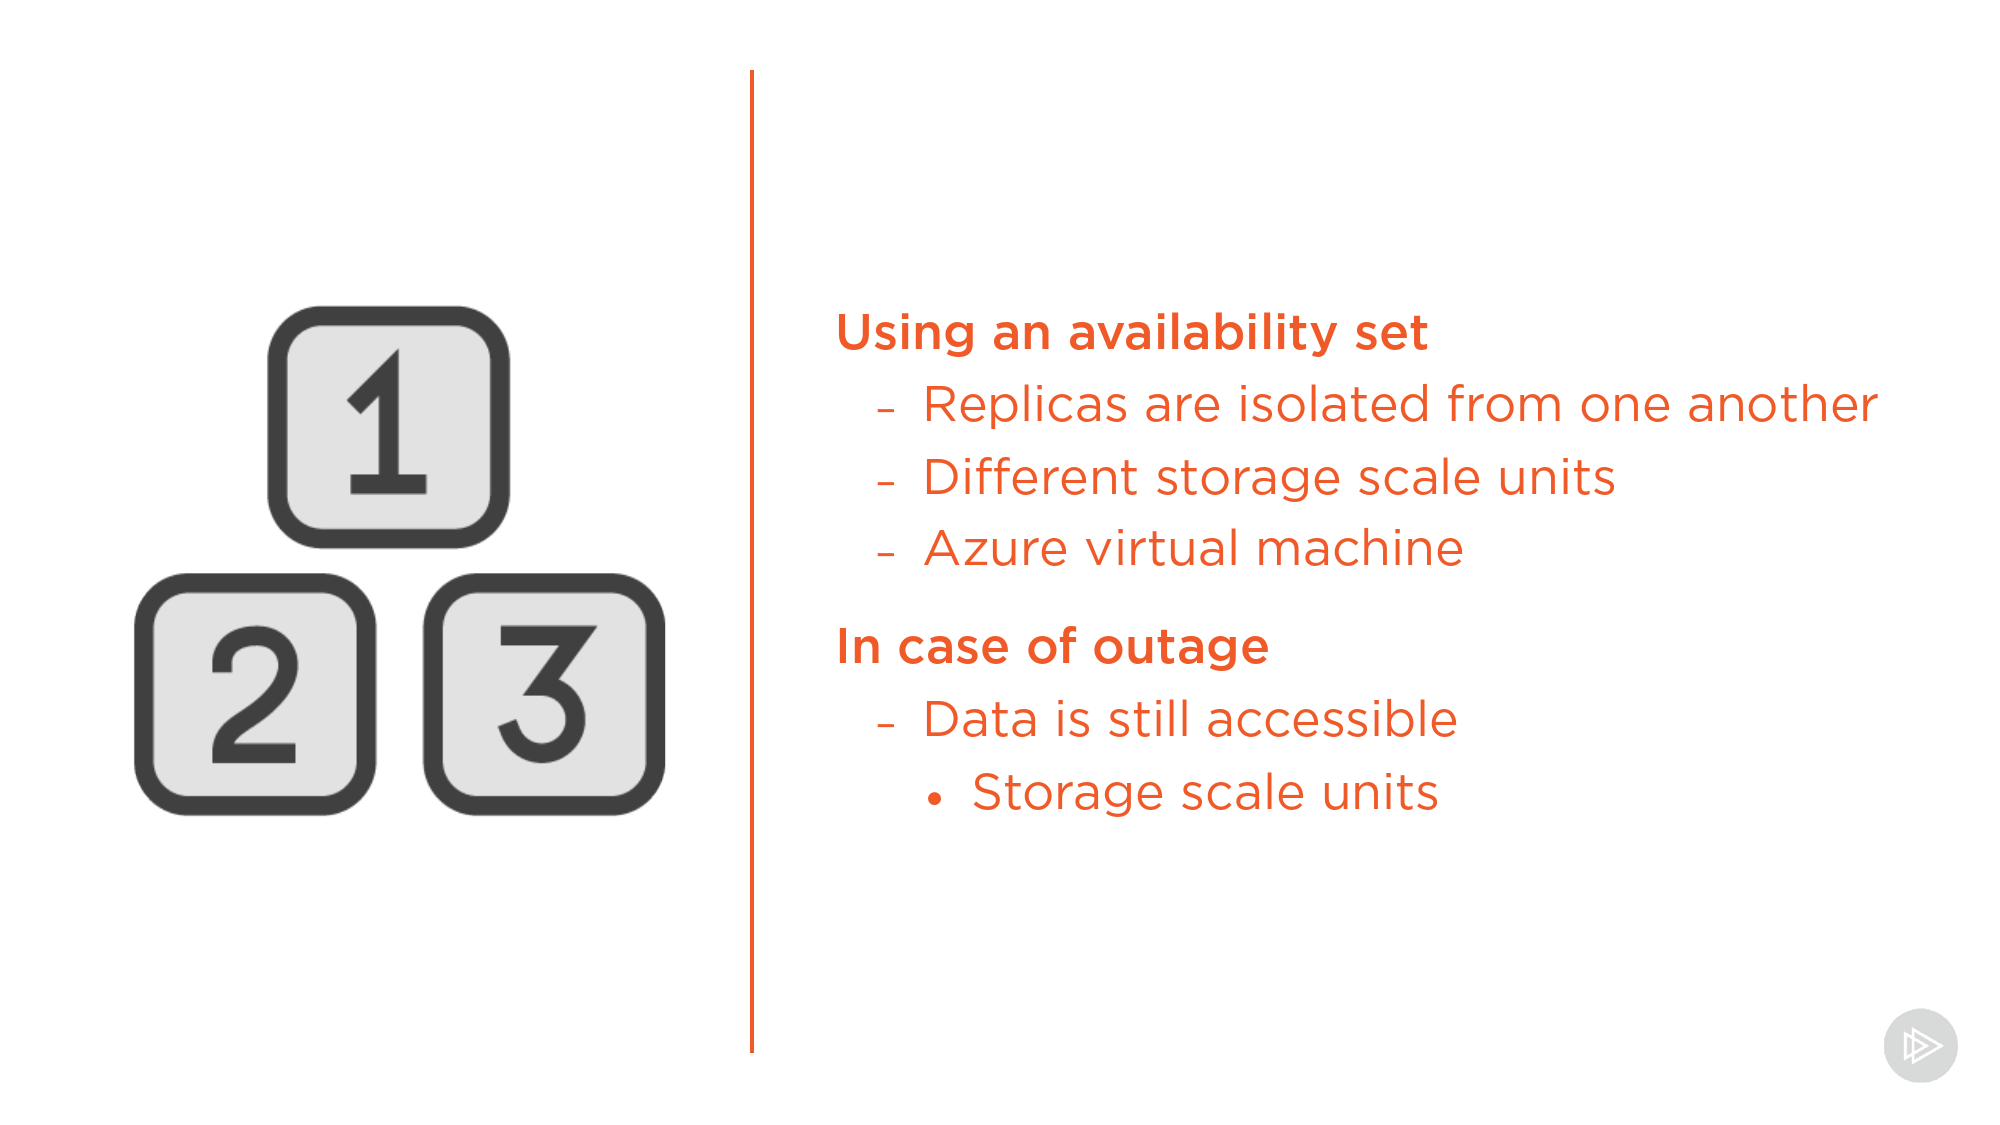 1
2 3
Using an availability set
– Replicas are isolated from one another
– Different storage scale units
– Azure virtual machine
In case of outage
– Data is still accessible
• Storage scale units